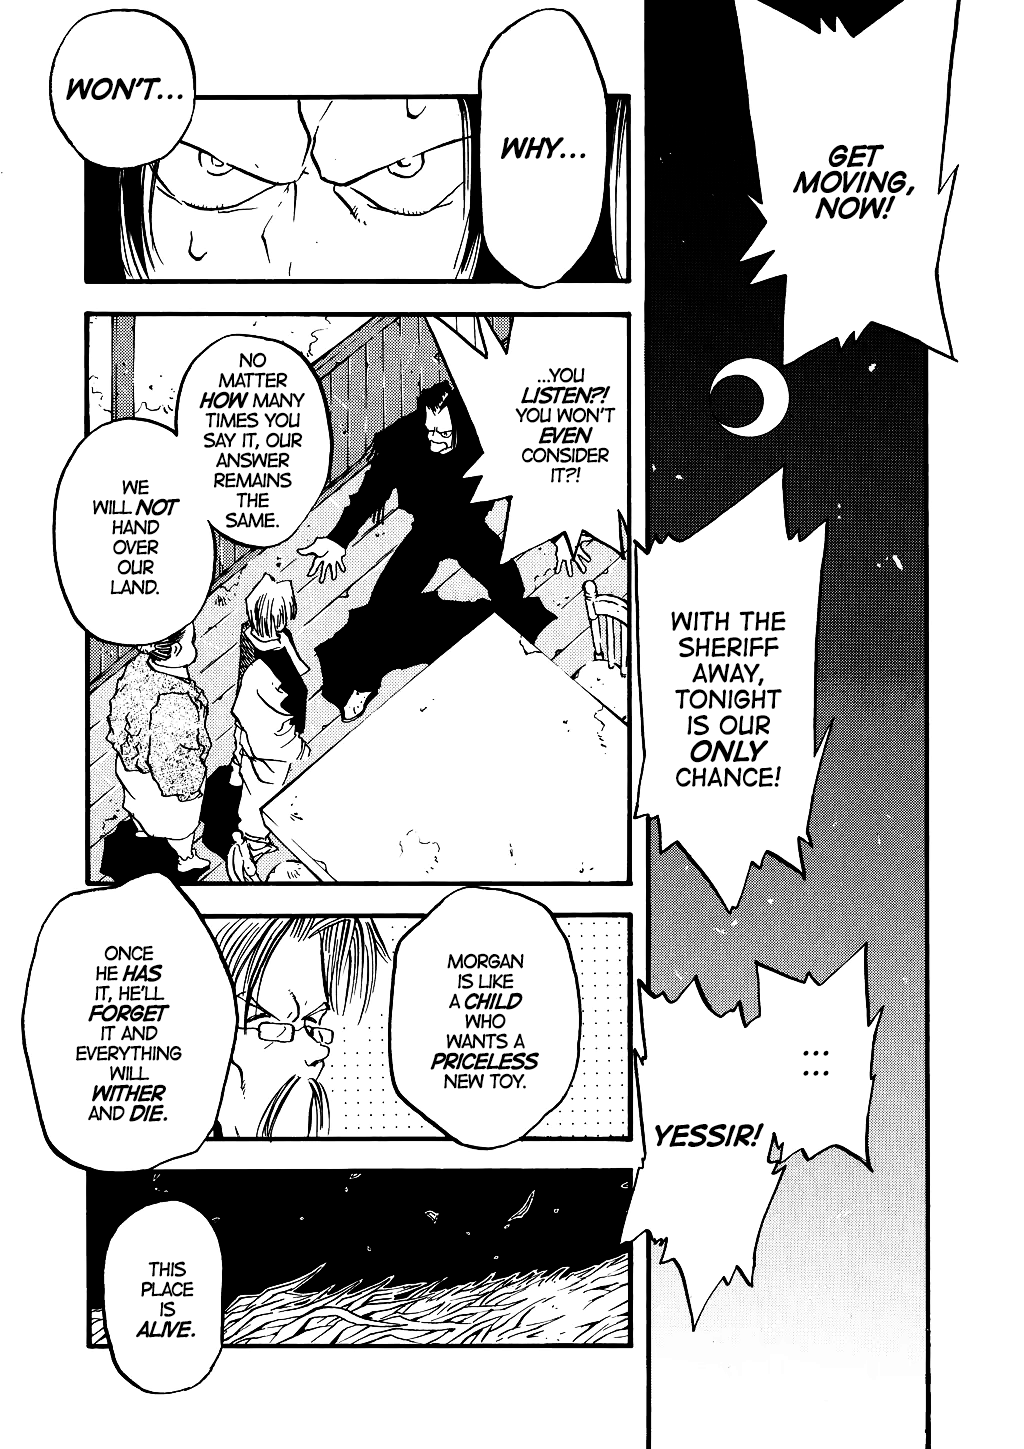 GET
MOVING,
NOW!
WITH THE
SHERIFF
AWAY,
TONIGHT
IS OUR
ONLY
CHANCE!
...
...
YESSIR!
WHY...
WON'T...
...YOU
LISTEN?!
YOU WON'T
EVEN
CONSIDER
IT?!
NO
MATTER
HOW MANY
TIMES YOU
SAY IT, OUR
ANSWER
REMAINS
THE
SAME.
WE
WILL NOT
HAND
OVER
OUR
LAND.
MORGAN
IS LIKE
A CHILD
WHO
WANTS A
PRICELESS
NEW TOY.
ONCE
HE HAS
IT, HE'LL
FORGET
IT AND
EVERYTHING
WILL
WITHER
AND DIE.
THIS
PLACE
IS
ALIVE.